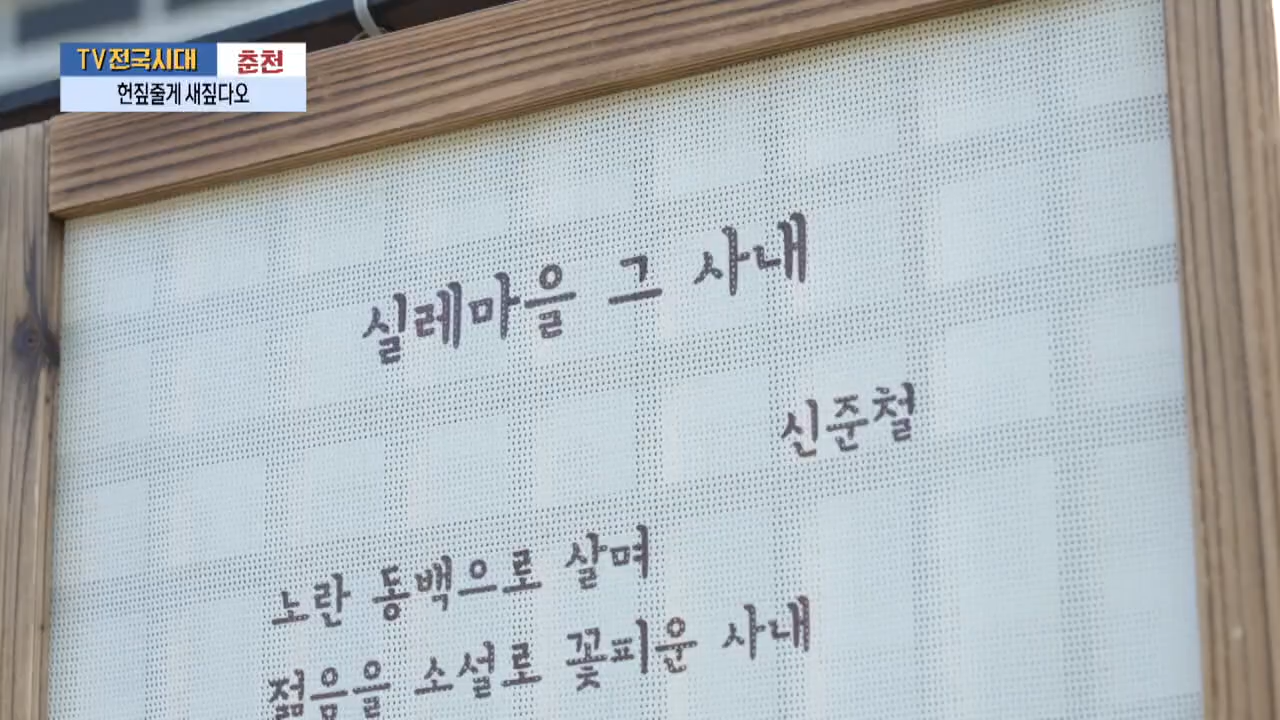 TV전국시대 춘천
헌짚줄게 새짚다오
실레마을 그 사내
신준철
노란 동백으로 살며
젊음을 소설로 꽃피운 사내